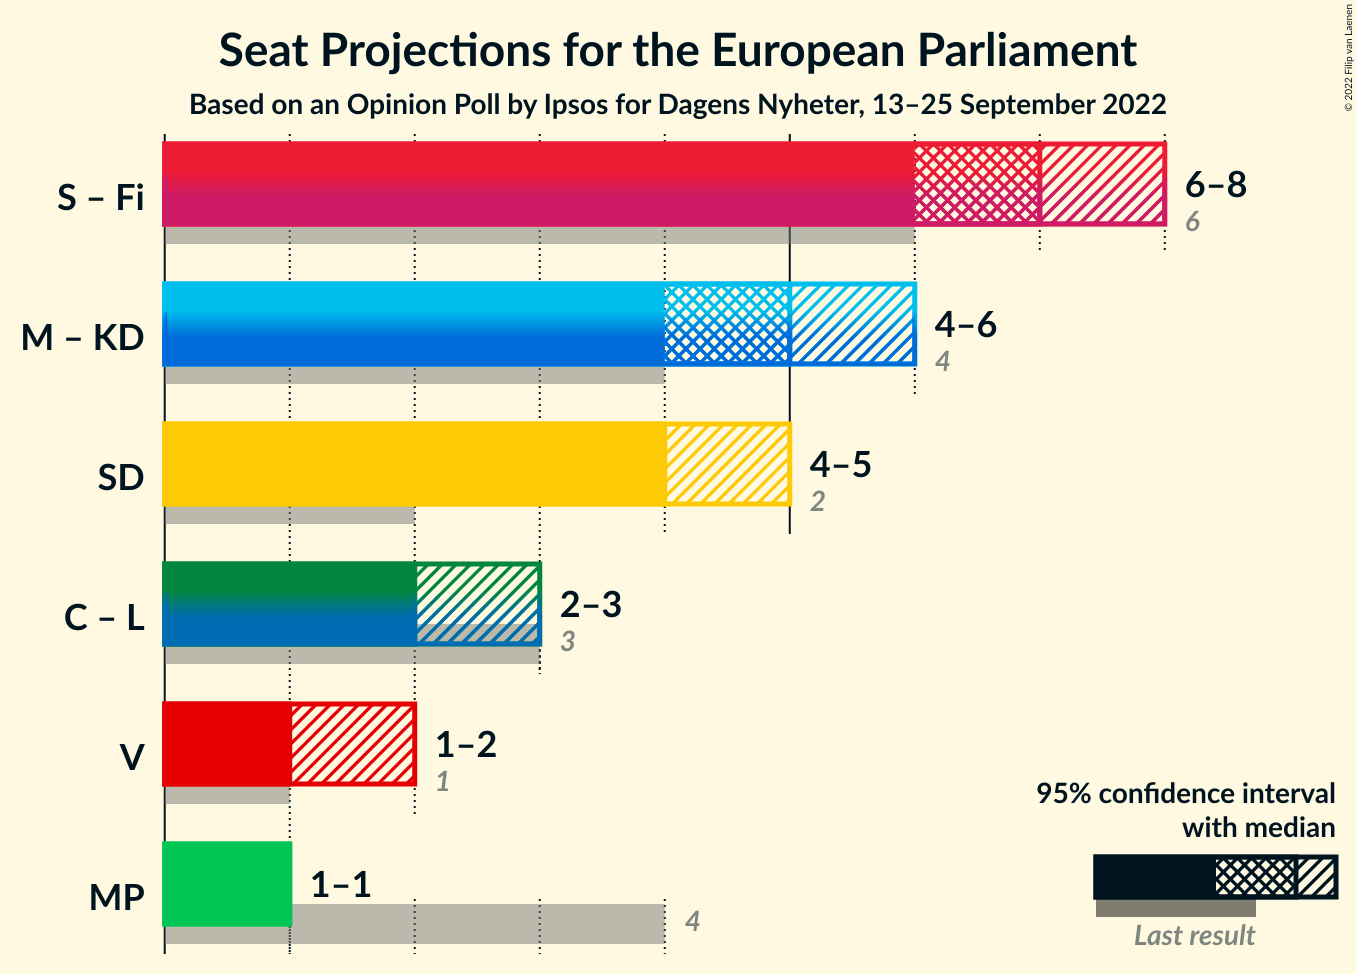 Seat Projections for the European Parliament
Based on an Opinion Poll by Ipsos for Dagens Nyheter, 13–25 September 2022
© 2022 Filip van Laenen
S – Fi
6–8
6
M – KD
4–6
4
SD
4–5
2
C – L
2–3
3
V
1–2
1
MP
1–1
4
95% confidence interval
with median
Last result